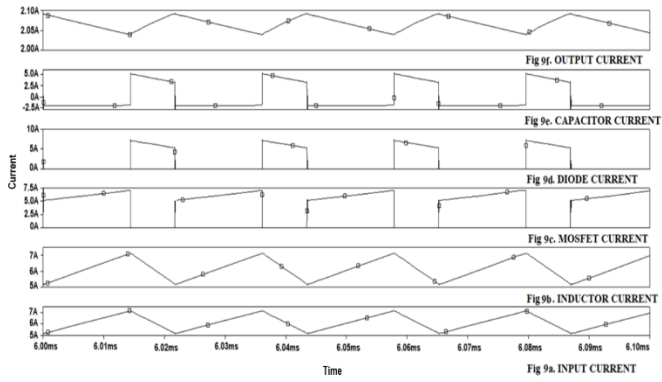 2.10A
2.05A
2.00A
Fig 9f. OUTPUT CURRENT
5.0A
2.5A
0A
-2.5A
Fig 9e. CAPACITOR CURRENT
10A
5A
0A
Fig 9d. DIODE CURRENT
Current
7.5A
5.0A
2.5A
0A
Fig 9c. MOSFET CURRENT
7A
6A
5A
Fig 9b. INDUCTOR CURRENT
7A
6A
5A
6.00ms 6.01ms 6.02ms 6.03ms 6.04ms 6.05ms 6.06ms 6.07ms 6.08ms 6.09ms 6.10ms
Time
Fig 9a. INPUT CURRENT